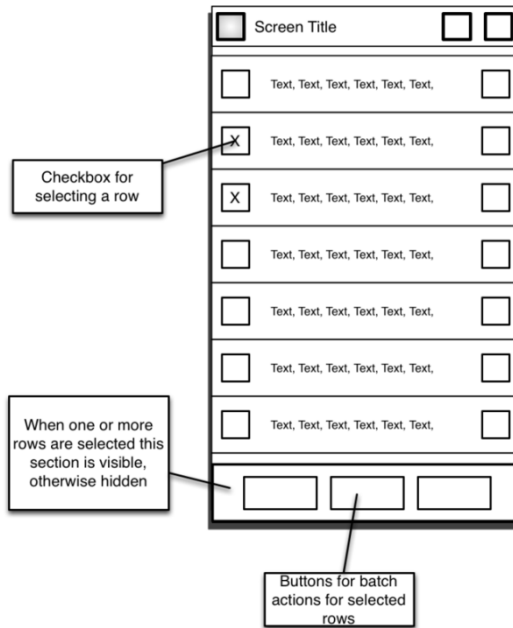 Screen Title
Text, Text, Text, Text, Text, Text,
X
Text, Text, Text, Text, Text, Text,
Checkbox for
selecting a row
X
Text, Text, Text, Text, Text, Text,
Text, Text, Text, Text, Text, Text,
Text, Text, Text, Text, Text, Text,
Text, Text, Text, Text, Text, Text,
Text, Text, Text, Text, Text, Text,
When one or more
rows are selected this
section is visible,
otherwise hidden
Buttons for batch
actions for selected
rows